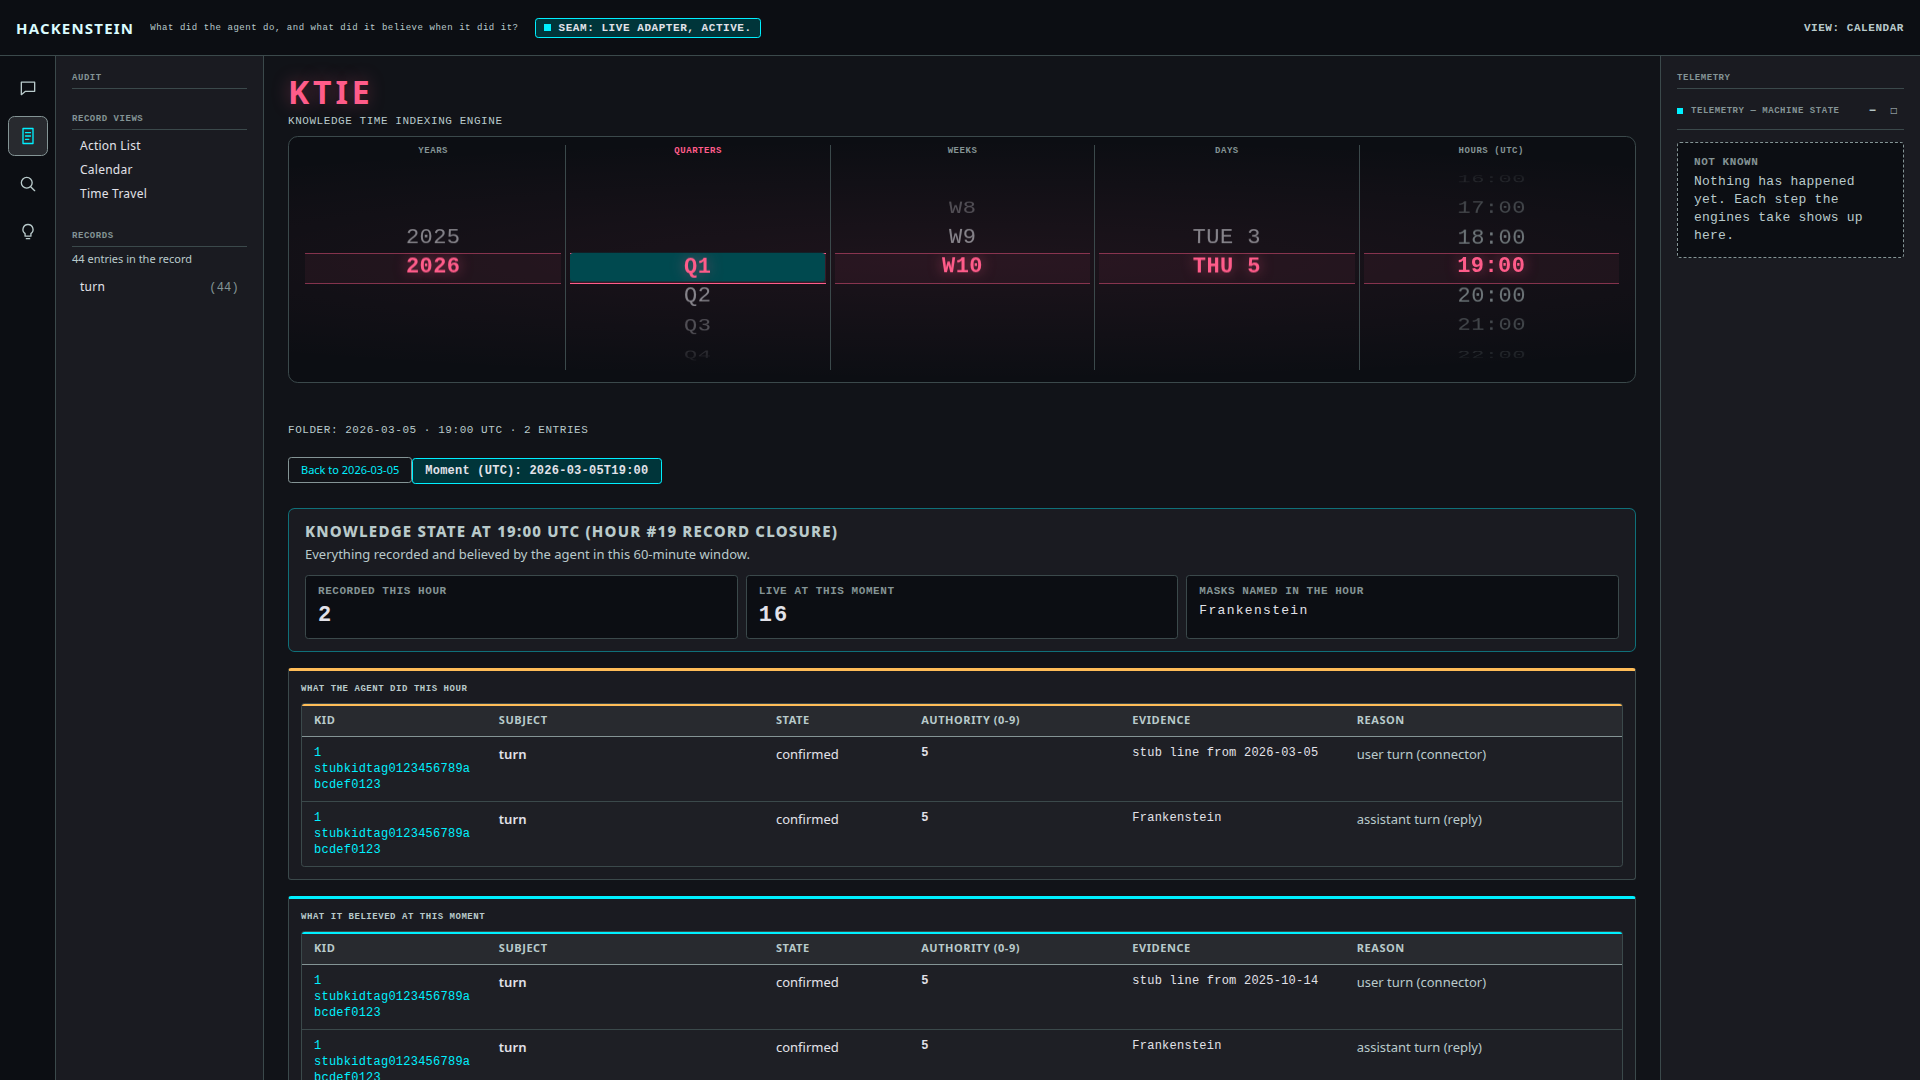 HACKENSTEIN
What did the agent do, and what did it believe when it did it?
SEAM: LIVE ADAPTER, ACTIVE.
VIEW: CALENDAR
AUDIT
RECORD VIEWS
Action List
Calendar
Time Travel
RECORDS
44 entries in the record
turn (44)
KTIE
KNOWLEDGE TIME INDEXING ENGINE
YEARS
2025
2026
QUARTERS
Q1
Q2
Q3
Q4
WEEKS
W8
W9
W10
DAYS
TUE 3
THU 5
HOURS (UTC)
16:00
17:00
18:00
19:00
20:00
21:00
22:00
FOLDER: 2026-03-05 · 19:00 UTC · 2 ENTRIES
Back to 2026-03-05
Moment (UTC): 2026-03-05T19:00
KNOWLEDGE STATE AT 19:00 UTC (HOUR #19 RECORD CLOSURE)
Everything recorded and believed by the agent in this 60-minute window.
RECORDED THIS HOUR
2
LIVE AT THIS MOMENT
16
MASKS NAMED IN THE HOUR
Frankenstein
WHAT THE AGENT DID THIS HOUR
KID SUBJECT STATE AUTHORITY (0-9) EVIDENCE REASON
1 turn confirmed 5 stub line from 2026-03-05 user turn (connector)
stubkidtag0123456789a
bcdef0123
1 turn confirmed 5 Frankenstein assistant turn (reply)
stubkidtag0123456789a
bcdef0123
WHAT IT BELIEVED AT THIS MOMENT
KID SUBJECT STATE AUTHORITY (0-9) EVIDENCE REASON
1 turn confirmed 5 stub line from 2025-10-14 user turn (connector)
stubkidtag0123456789a
bcdef0123
1 turn confirmed 5 Frankenstein assistant turn (reply)
stubkidtag0123456789a
bcdef0123
TELEMETRY
TELEMETRY — MACHINE STATE
NOT KNOWN
Nothing has happened
yet. Each step the
engines take shows up
here.